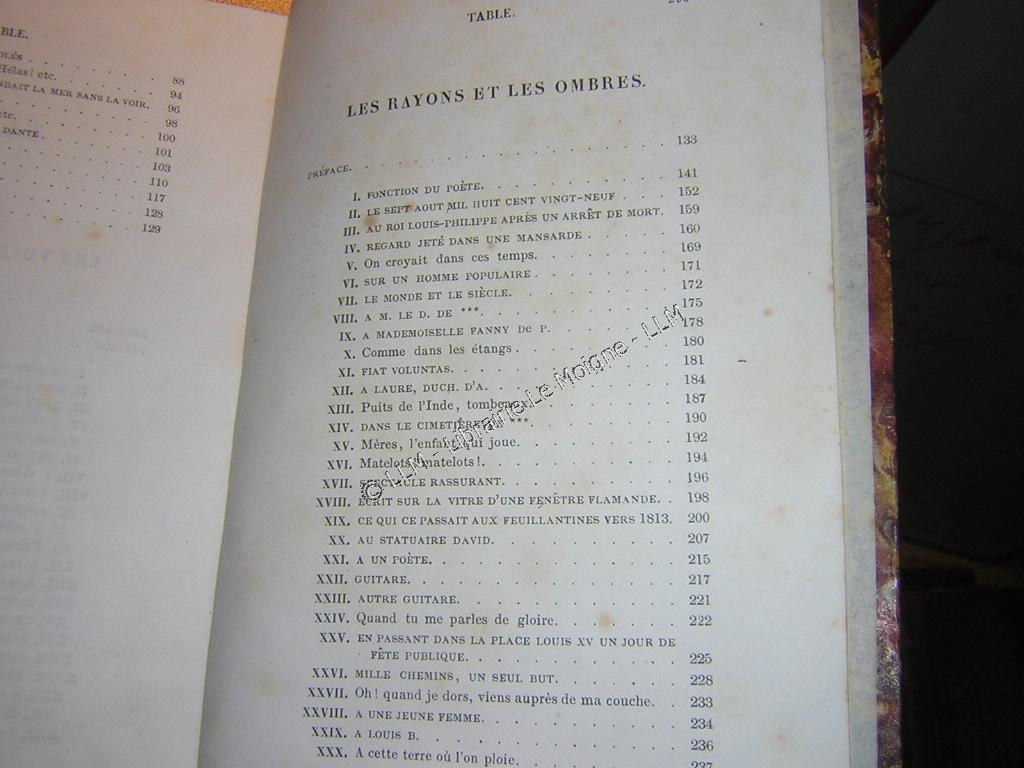 88
Hélas! etc. 94
NDAIT LA MER SANS LA VOIR. 96
etc. 98
DANTE. 100
101
103
110
117
128
129
TABLE.
LES RAYONS ET LES OMBRES.
PRÉFACE. 133
I. FONCTION DU POÈTE. 141
II. LE SEPT AOUT MIL HUIT CENT VINGT-NEUF. 152
III. AU ROI LOUIS-PHILIPPE APRÈS UN ARRÊT DE MORT. 159
IV. REGARD JETÉ DANS UNE MANSARDE. 160
V. On croyait dans ces temps. 169
VI. SUR UN HOMME POPULAIRE. 171
VII. LE MONDE ET LE SIÈCLE. 172
VIII. A M. LE D. DE ***. 175
IX. A MADEMOISELLE FANNY DE P. 178
X. Comme dans les étangs. 180
XI. FIAT VOLUNTAS. 181
XII. A LAURE, DUCH. D'A. 184
XIII. Puits de l'Inde, tombeaux! 187
XIV. DANS LE CIMETIÈRE *** 190
XV. Mères, l'enfant qui joue. 192
XVI. Matelots! matelots!. 194
XVII. SPECTACLE RASSURANT. 196
XVIII. ÉCRIT SUR LA VITRE D'UNE FENÊTRE FLAMANDE. 198
XIX. CE QUI CE PASSAIT AUX FEUILLANTINES VERS 1813. 200
XX. AU STATUAIRE DAVID. 207
XXI. A UN POÈTE. 215
XXII. GUITARE. 217
XXIII. AUTRE GUITARE. 221
XXIV. Quand tu me parles de gloire. 222
XXV. EN PASSANT DANS LA PLACE LOUIS XV UN JOUR DE
FÊTE PUBLIQUE. 225
XXVI. MILLE CHEMINS, UN SEUL BUT. 228
XXVII. Oh! quand je dors, viens auprès de ma couche. 233
XXVIII. A UNE JEUNE FEMME. 234
XXIX. A LOUIS B. 236
XXX. A cette terre où l'on ploie. 237
© LLM - Librairie Le Moigne - LLM